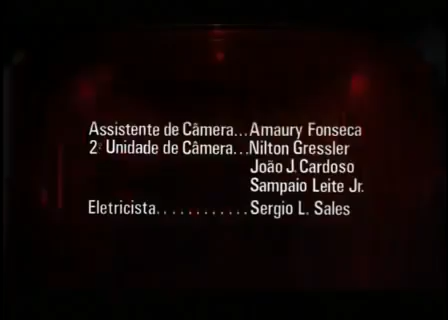 Assistente de Câmera...Amaury Fonseca
2ª Unidade de Câmera...Nilton Gressler
João J. Cardoso
Sampaio Leite Jr.
Eletricista............Sergio L. Sales